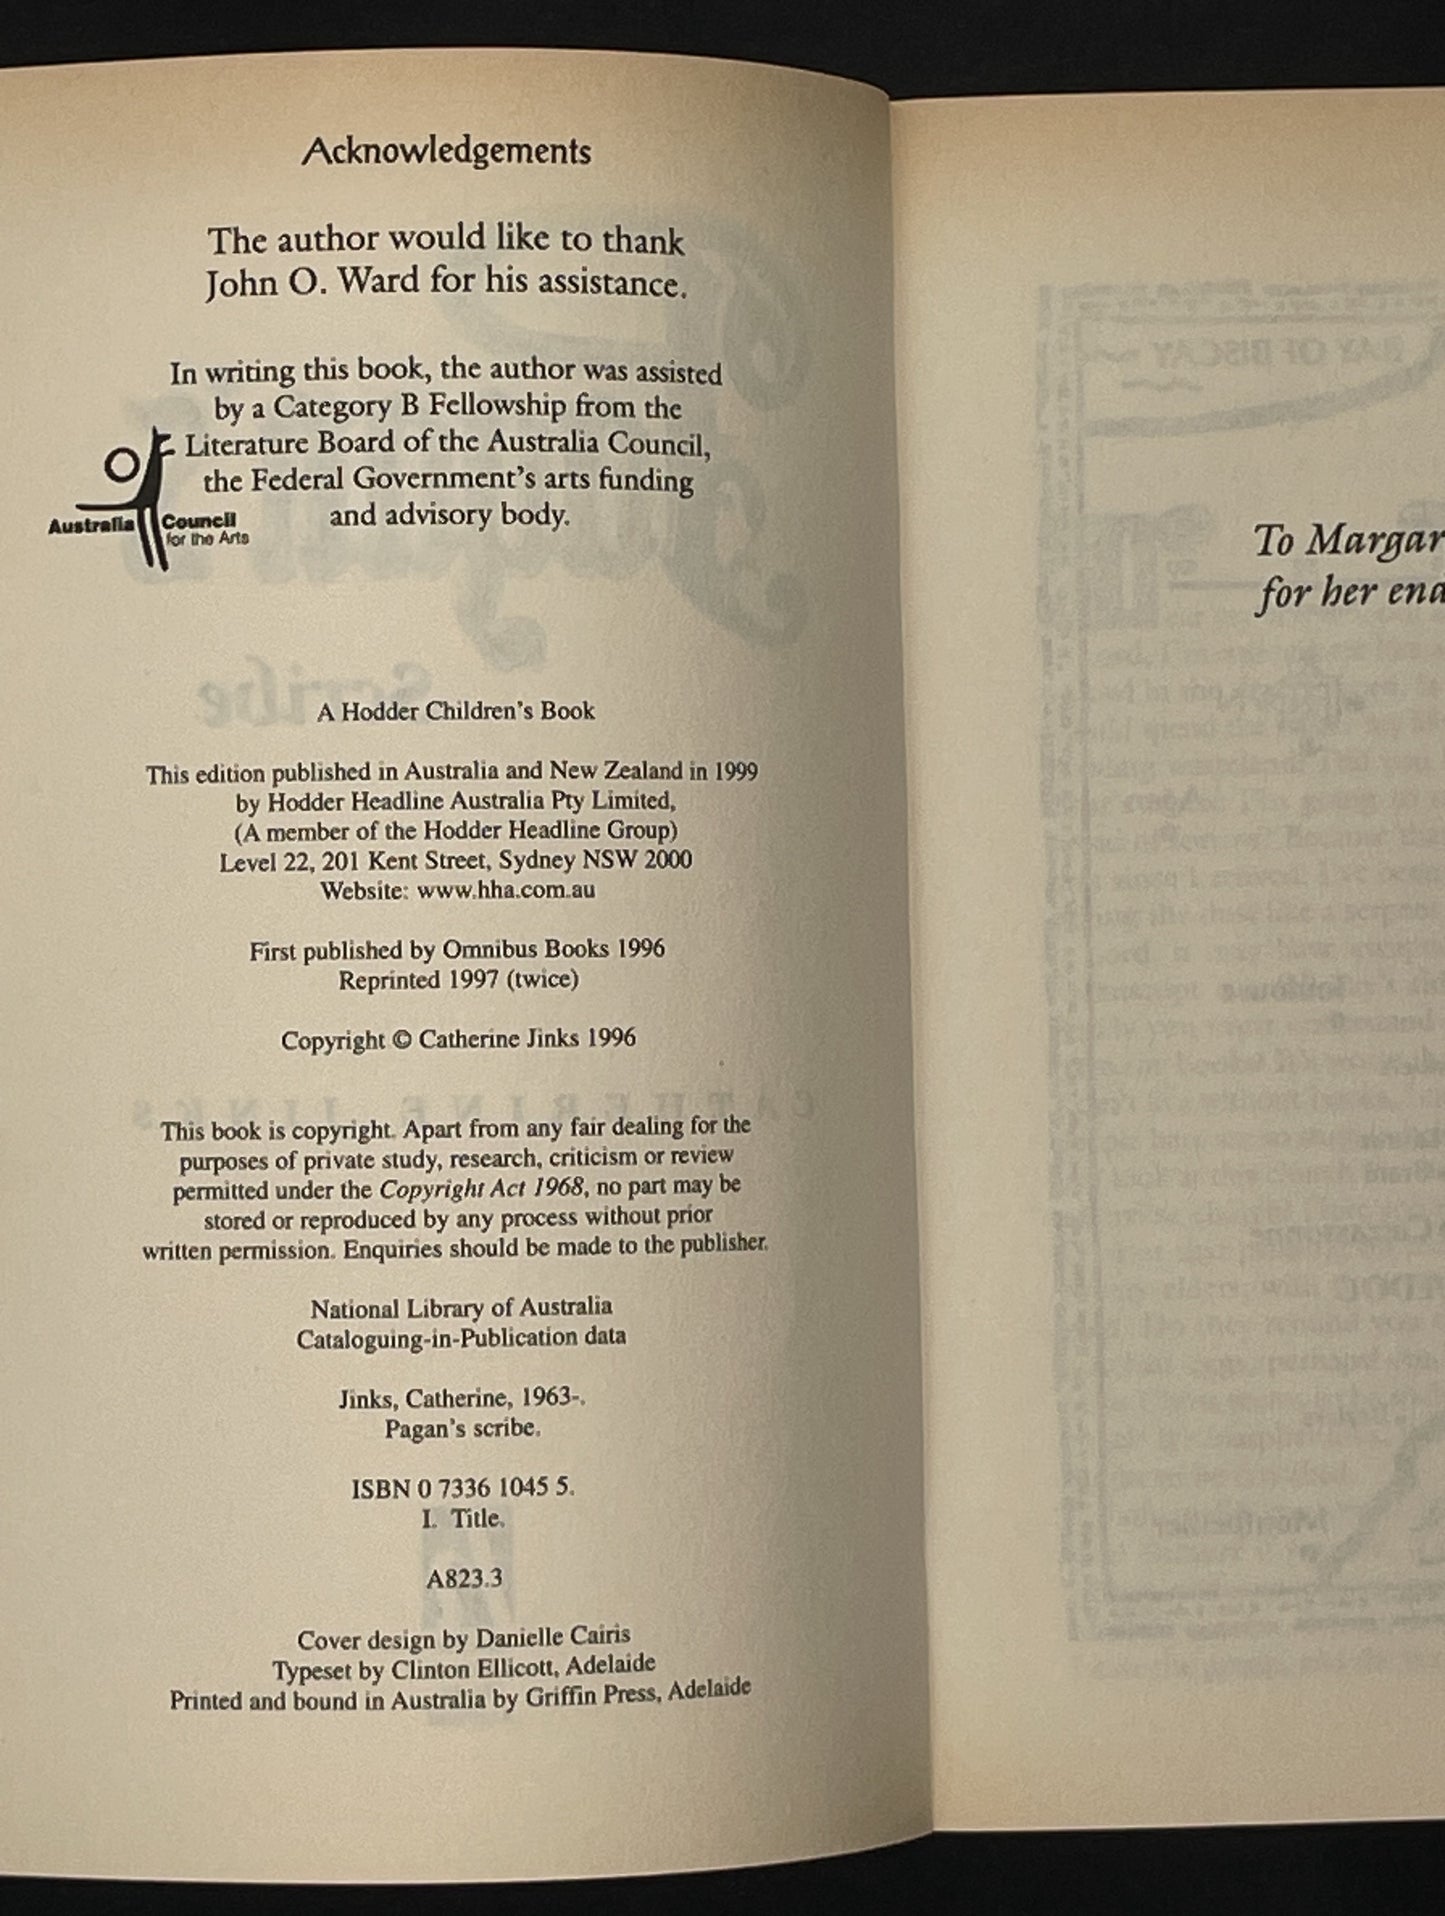 Acknowledgements
The author would like to thank
John O. Ward for his assistance.
In writing this book, the author was assisted
by a Category B Fellowship from the
Literature Board of the Australia Council,
the Federal Government's arts funding
and advisory body.
Australia Council
for the Arts
A Hodder Children's Book
This edition published in Australia and New Zealand in 1999
by Hodder Headline Australia Pty Limited,
(A member of the Hodder Headline Group)
Level 22, 201 Kent Street, Sydney NSW 2000
Website: www.hha.com.au
First published by Omnibus Books 1996
Reprinted 1997 (twice)
Copyright © Catherine Jinks 1996
This book is copyright. Apart from any fair dealing for the
purposes of private study, research, criticism or review
permitted under the Copyright Act 1968, no part may be
stored or reproduced by any process without prior
written permission. Enquiries should be made to the publisher.
National Library of Australia
Cataloguing-in-Publication data
Jinks, Catherine, 1963-.
Pagan's scribe.
ISBN 0 7336 1045 5.
I. Title.
A823.3
Cover design by Danielle Cairis
Typeset by Clinton Ellicott, Adelaide
Printed and bound in Australia by Griffin Press, Adelaide
To Margar
for her end